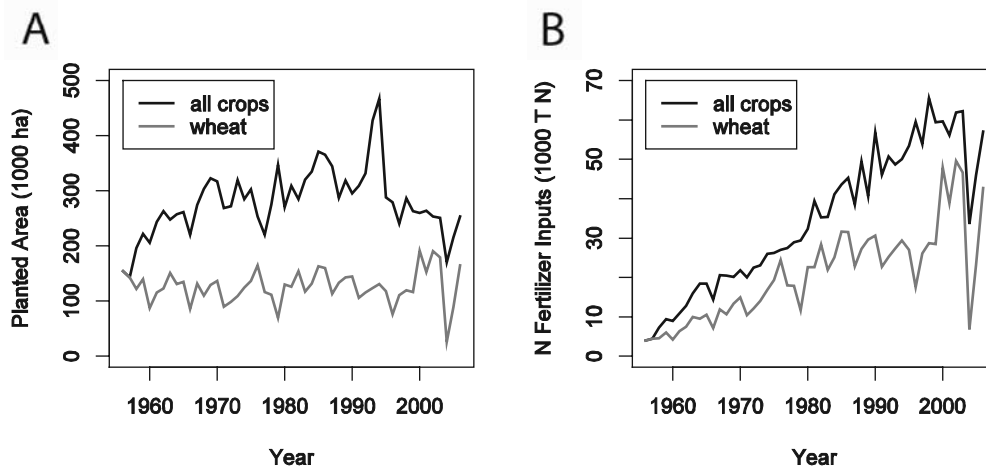 A
Planted Area (1000 ha)
500
400
300
200
100
0
all crops
wheat
1960
1970
1980
1990
2000
Year
B
N Fertilizer Inputs (1000 T N)
70
50
30
10
0
all crops
wheat
1960
1970
1980
1990
2000
Year